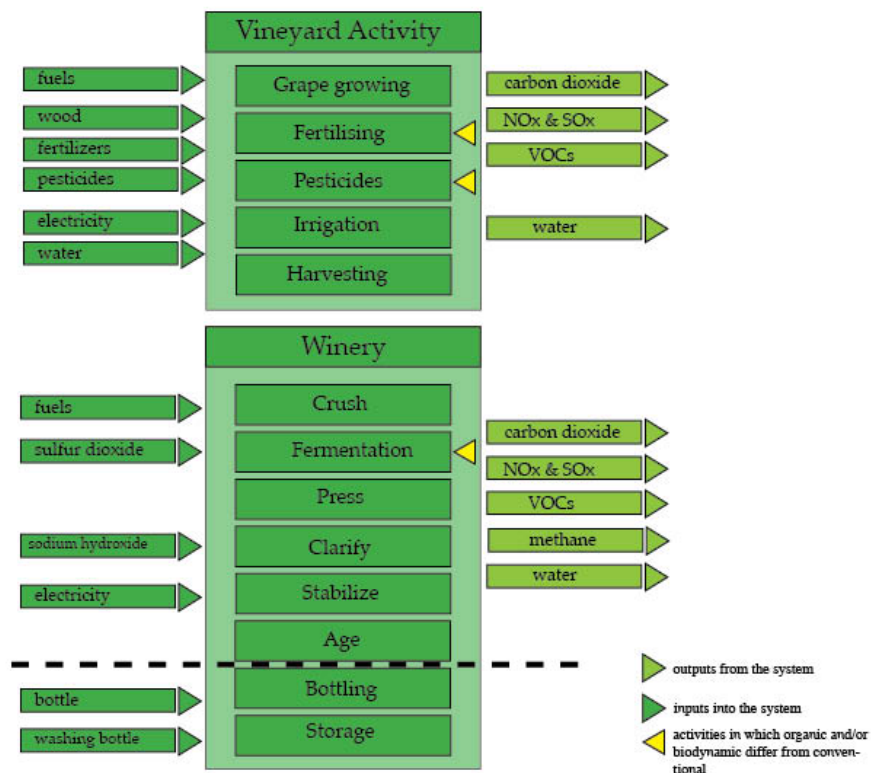 Vineyard Activity
fuels
wood
fertilizers
pesticides
electricity
water
Grape growing
Fertilising
Pesticides
Irrigation
Harvesting
carbon dioxide
NOx & SOx
VOCs
water
Winery
fuels
sulfur dioxide
sodium hydroxide
electricity
bottle
washing bottle
Crush
Fermentation
Press
Clarify
Stabilize
Age
Bottling
Storage
carbon dioxide
NOx & SOx
VOCs
methane
water
outputs from the system
inputs into the system
activities in which organic and/or
biodynamic differ from conven-
tional